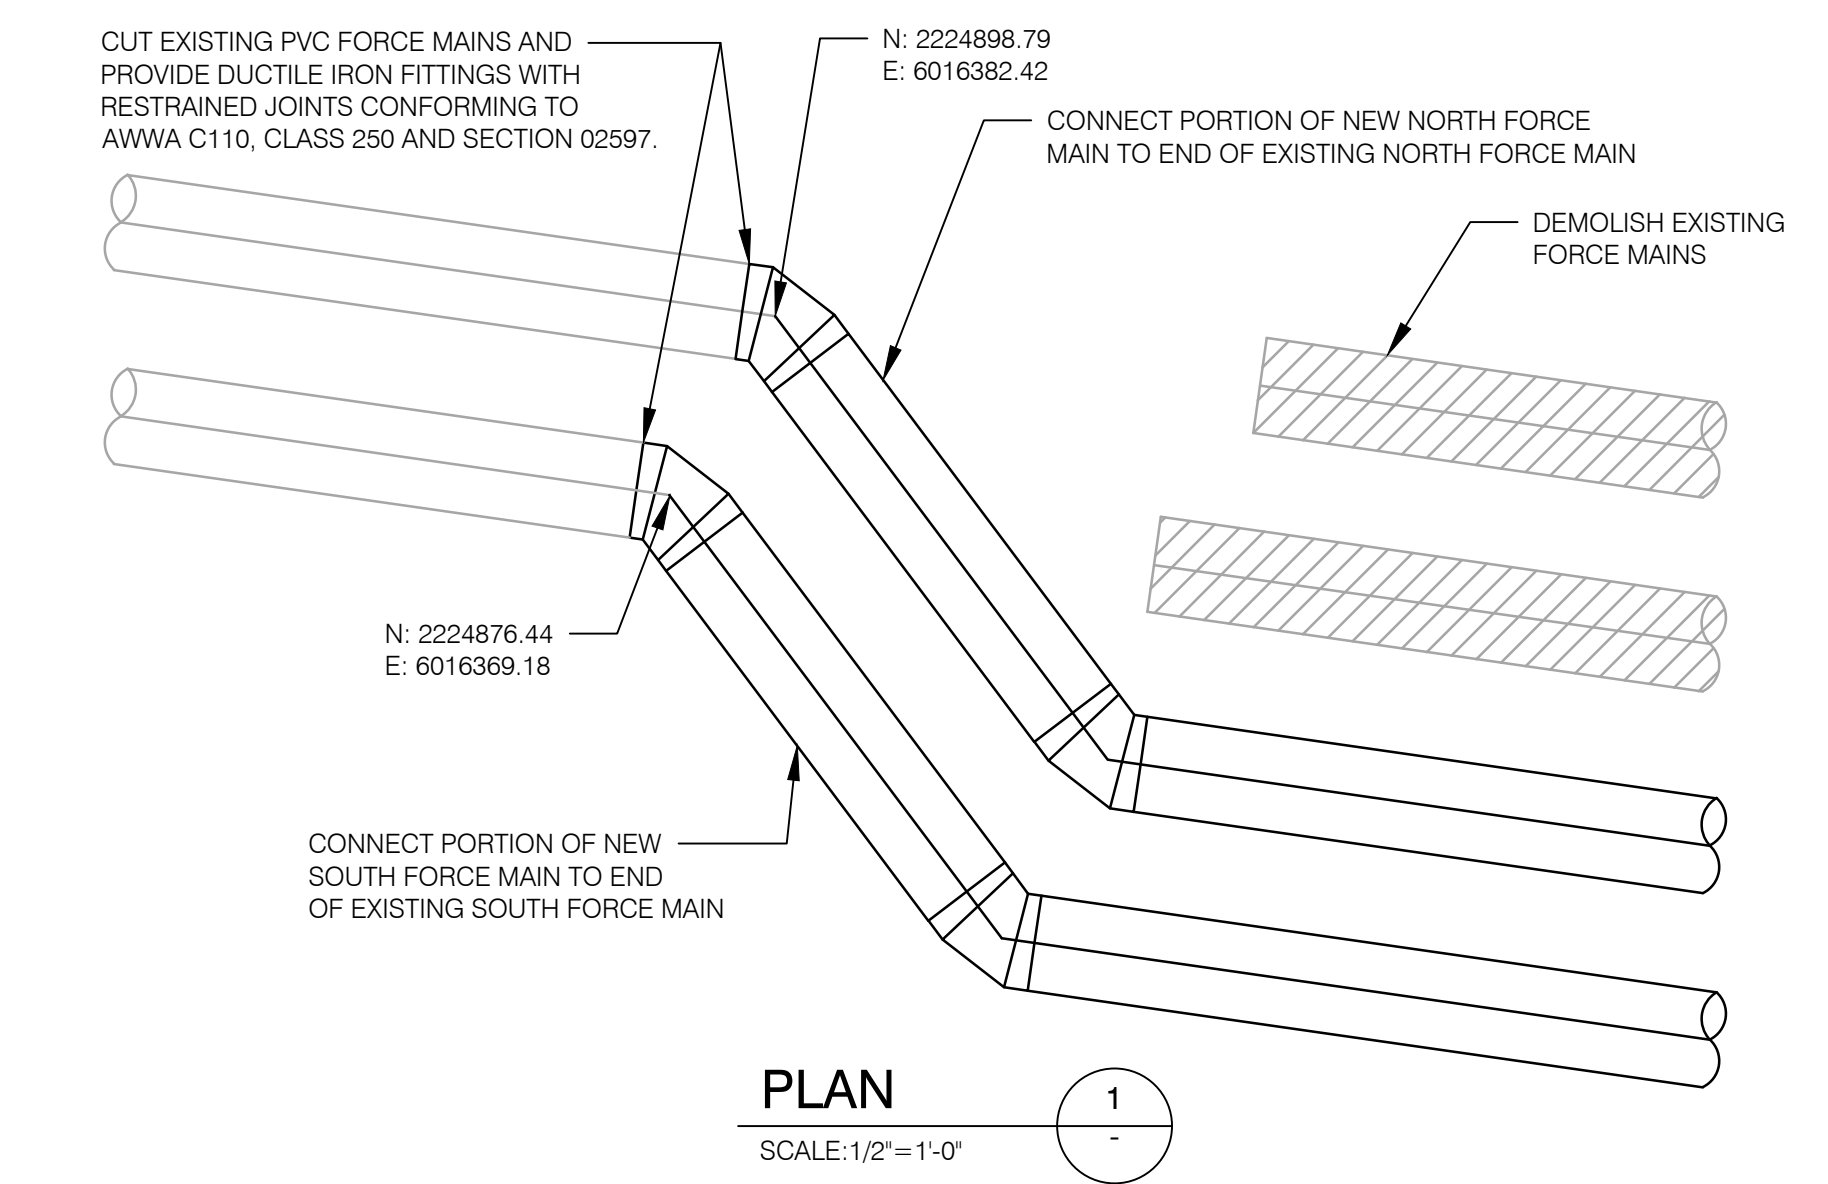 CUT EXISTING PVC FORCE MAINS AND
PROVIDE DUCTILE IRON FITTINGS WITH
RESTRAINED JOINTS CONFORMING TO
AWWA C110, CLASS 250 AND SECTION 02597.
N: 2224898.79
E: 6016382.42
CONNECT PORTION OF NEW NORTH FORCE
MAIN TO END OF EXISTING NORTH FORCE MAIN
DEMOLISH EXISTING
FORCE MAINS
N: 2224876.44
E: 6016369.18
CONNECT PORTION OF NEW
SOUTH FORCE MAIN TO END
OF EXISTING SOUTH FORCE MAIN
PLAN
SCALE:1/2"=1'-0"
1
-